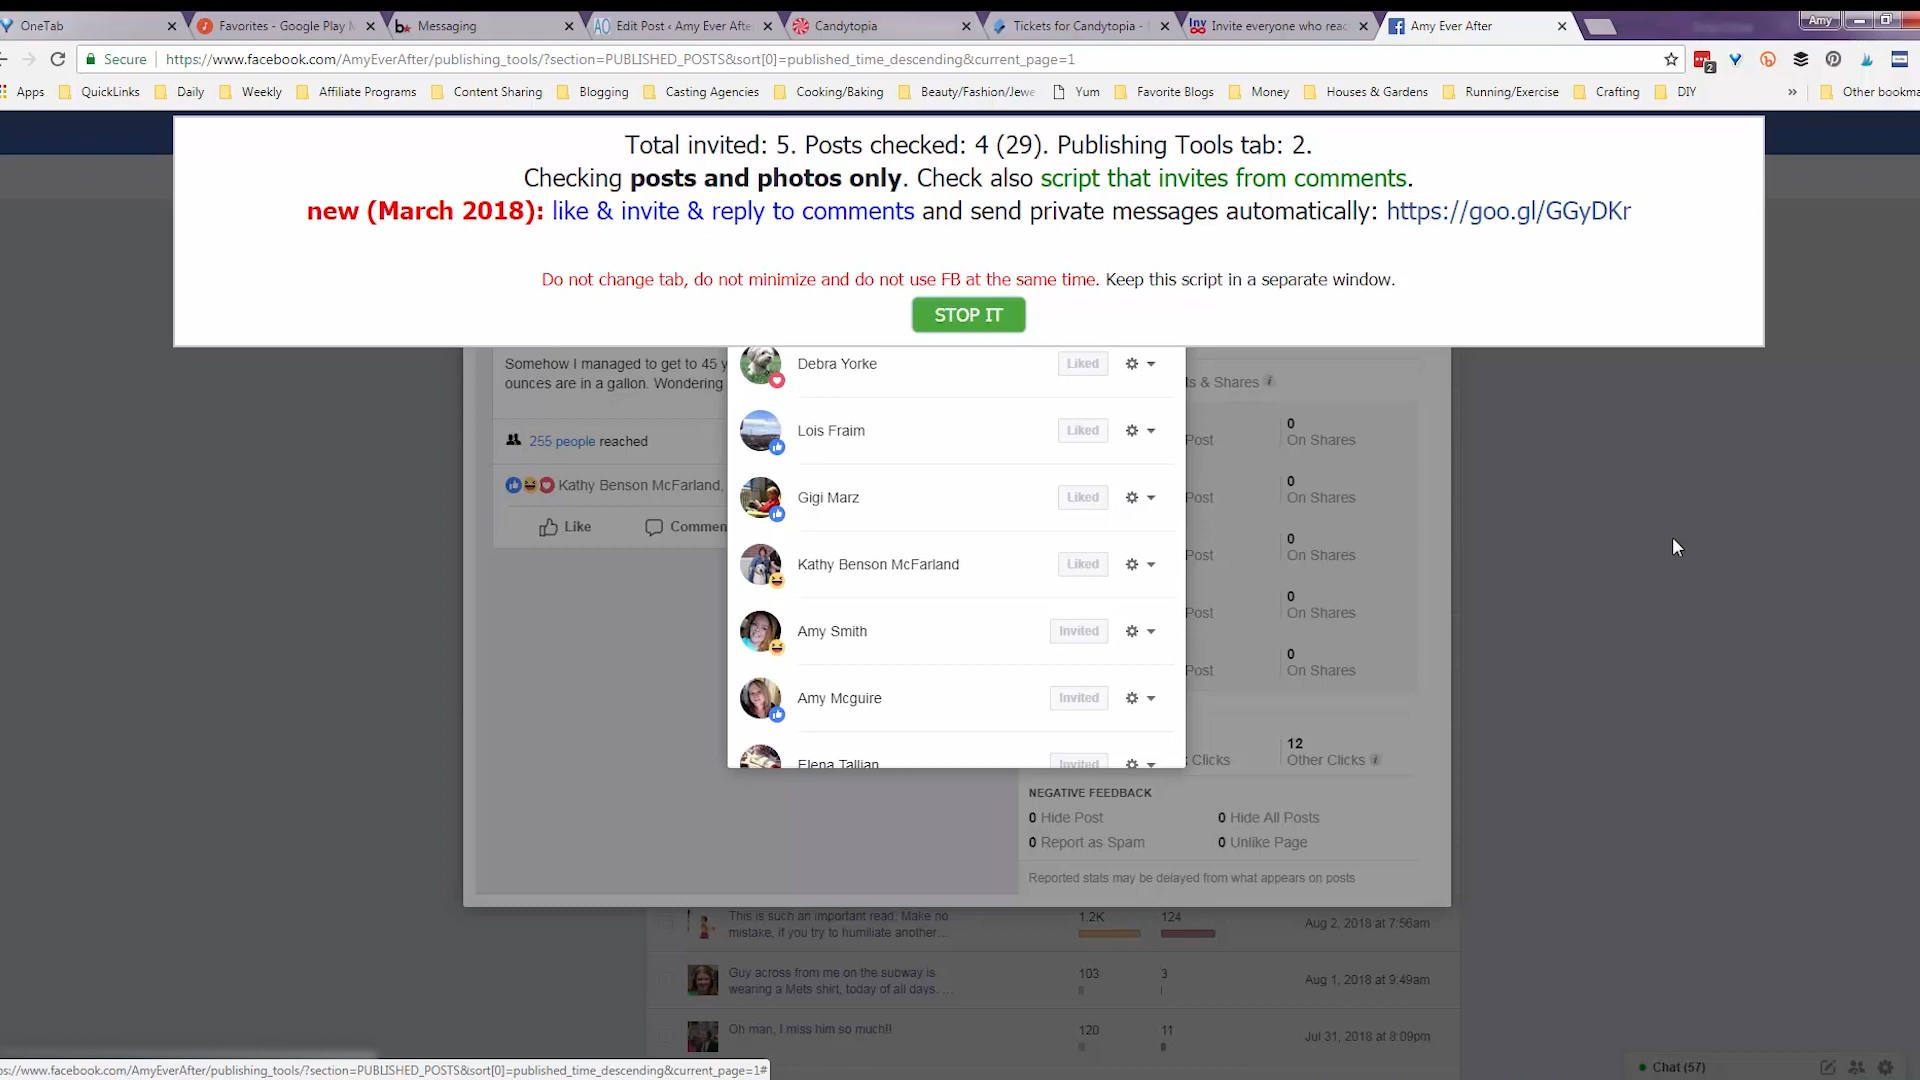 OneTab
Favorites - Google Play M
Messaging
Edit Post ‹ Amy Ever Afte
Candytopia
Tickets for Candytopia -
Invite everyone who reac
Amy Ever After
Amy
Secure
https://www.facebook.com/AmyEverAfter/publishing_tools/?section=PUBLISHED_POSTS&sort[0]=published_time_descending&current_page=1
2
Apps
QuickLinks
Daily
Weekly
Affiliate Programs
Content Sharing
Blogging
Casting Agencies
Cooking/Baking
Beauty/Fashion/Jewe
Yum
Favorite Blogs
Money
Houses & Gardens
Running/Exercise
Crafting
DIY
»
Other bookma
Total invited: 5. Posts checked: 4 (29). Publishing Tools tab: 2.
Checking posts and photos only. Check also script that invites from comments.
new (March 2018): like & invite & reply to comments and send private messages automatically: https://goo.gl/GGyDKr
Do not change tab, do not minimize and do not use FB at the same time. Keep this script in a separate window.
STOP IT
Somehow I managed to get to 45 y
ounces are in a gallon. Wondering
255 people reached
Kathy Benson McFarland,
Like
Commen
Debra Yorke
Liked
Lois Fraim
Liked
Gigi Marz
Liked
Kathy Benson McFarland
Liked
Amy Smith
Invited
Amy Mcguire
Invited
Elena Tallian
Invited
ls & Shares
Post
0
On Shares
Post
0
On Shares
Post
0
On Shares
Post
0
On Shares
Post
0
On Shares
Clicks
12
Other Clicks
NEGATIVE FEEDBACK
0 Hide Post
0 Hide All Posts
0 Report as Spam
0 Unlike Page
Reported stats may be delayed from what appears on posts
This is such an important read. Make no
mistake, if you try to humiliate another...
1.2K
124
Aug 2, 2018 at 7:56am
Guy across from me on the subway is
wearing a Mets shirt, today of all days. ...
103
3
Aug 1, 2018 at 9:49am
Oh man, I miss him so much!!
120
11
Jul 31, 2018 at 8:09pm
ps://www.facebook.com/AmyEverAfter/publishing_tools/?section=PUBLISHED_POSTS&sort[0]=published_time_descending&current_page=1#
Chat (57)